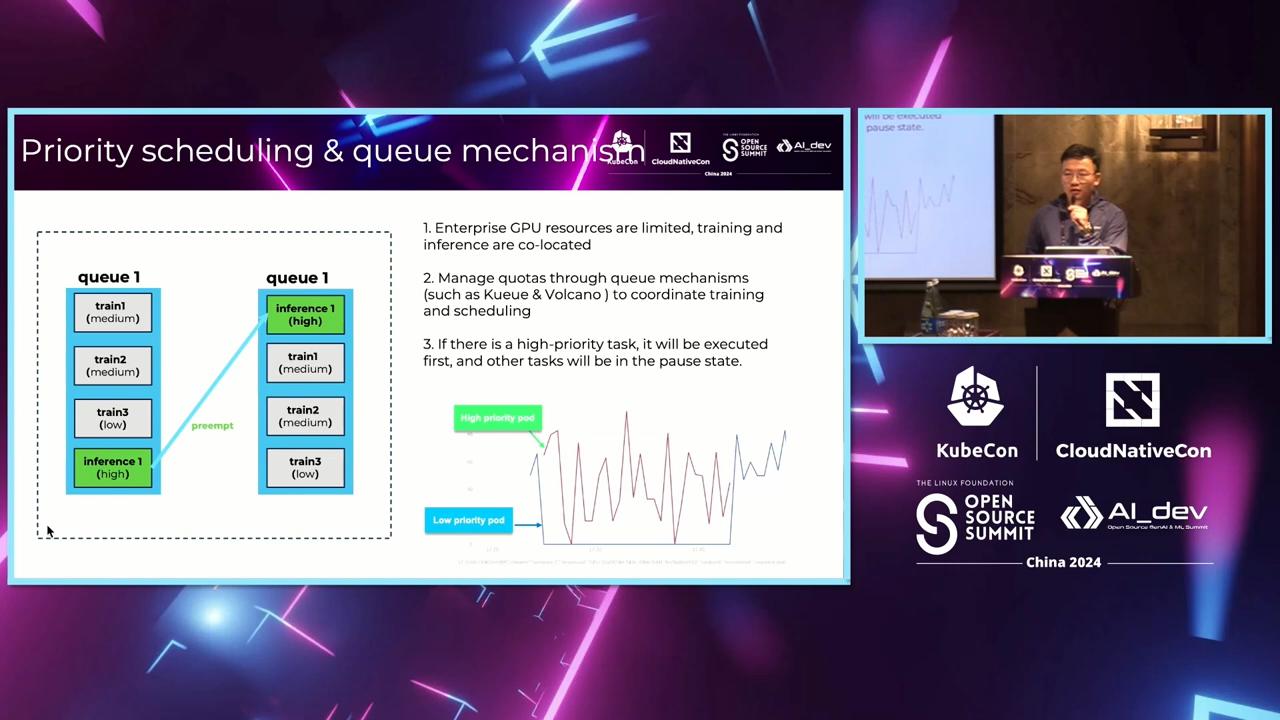 Priority scheduling & queue mechanism
KubeCon
CloudNativeCon
THE LINUX FOUNDATION
OPEN
SOURCE
SUMMIT
AI_dev
China 2024
queue 1
train1
(medium)
train2
(medium)
train3
(low)
inference 1
(high)
preempt
queue 1
inference 1
(high)
train1
(medium)
train2
(medium)
train3
(low)
1. Enterprise GPU resources are limited, training and
inference are co-located
2. Manage quotas through queue mechanisms
(such as Kueue & Volcano ) to coordinate training
and scheduling
3. If there is a high-priority task, it will be executed
first, and other tasks will be in the pause state.
High priority pod
Low priority pod
will be executed
pause state.
KubeCon
CloudNativeCon
THE LINUX FOUNDATION
OPEN
SOURCE
SUMMIT
AI_dev
Open Source GenAI & ML Summit
China 2024